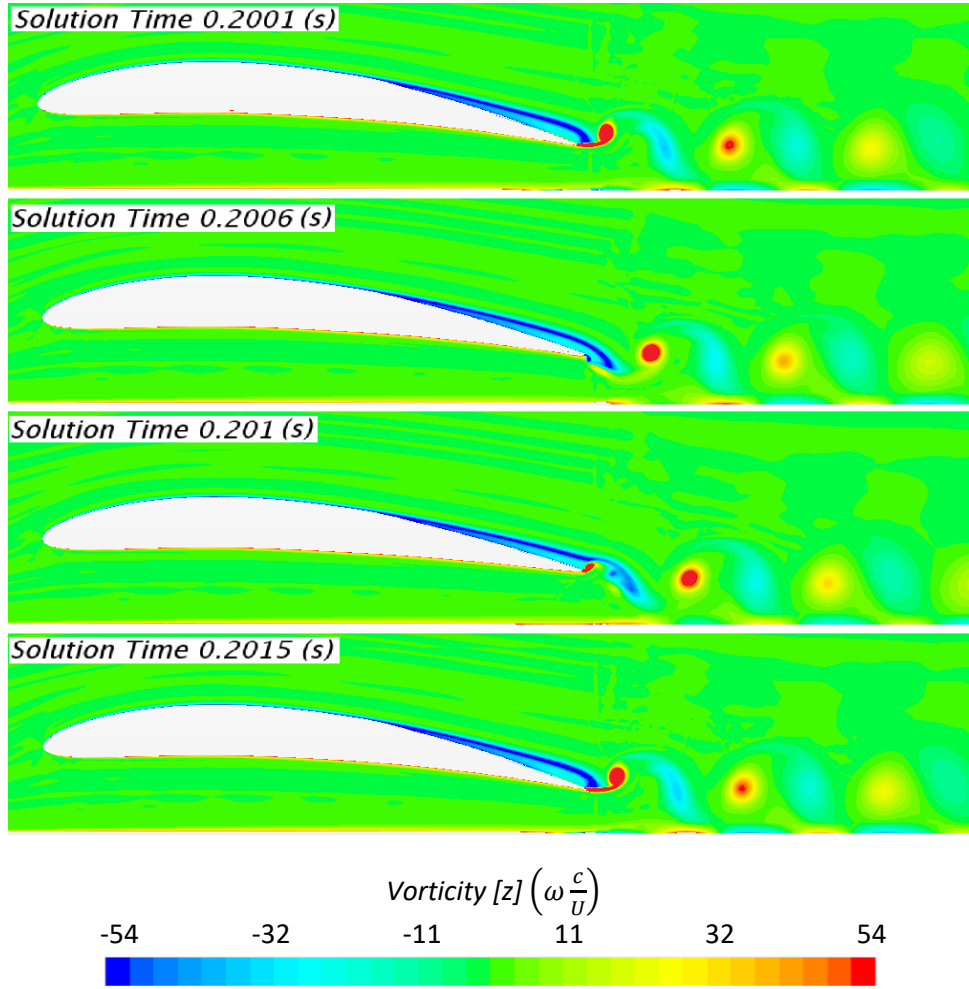 Solution Time 0.2001 (s)
Solution Time 0.2006 (s)
Solution Time 0.201 (s)
Solution Time 0.2015 (s)
Vorticity [z] (ω c/U)
-54 -32 -11 11 32 54